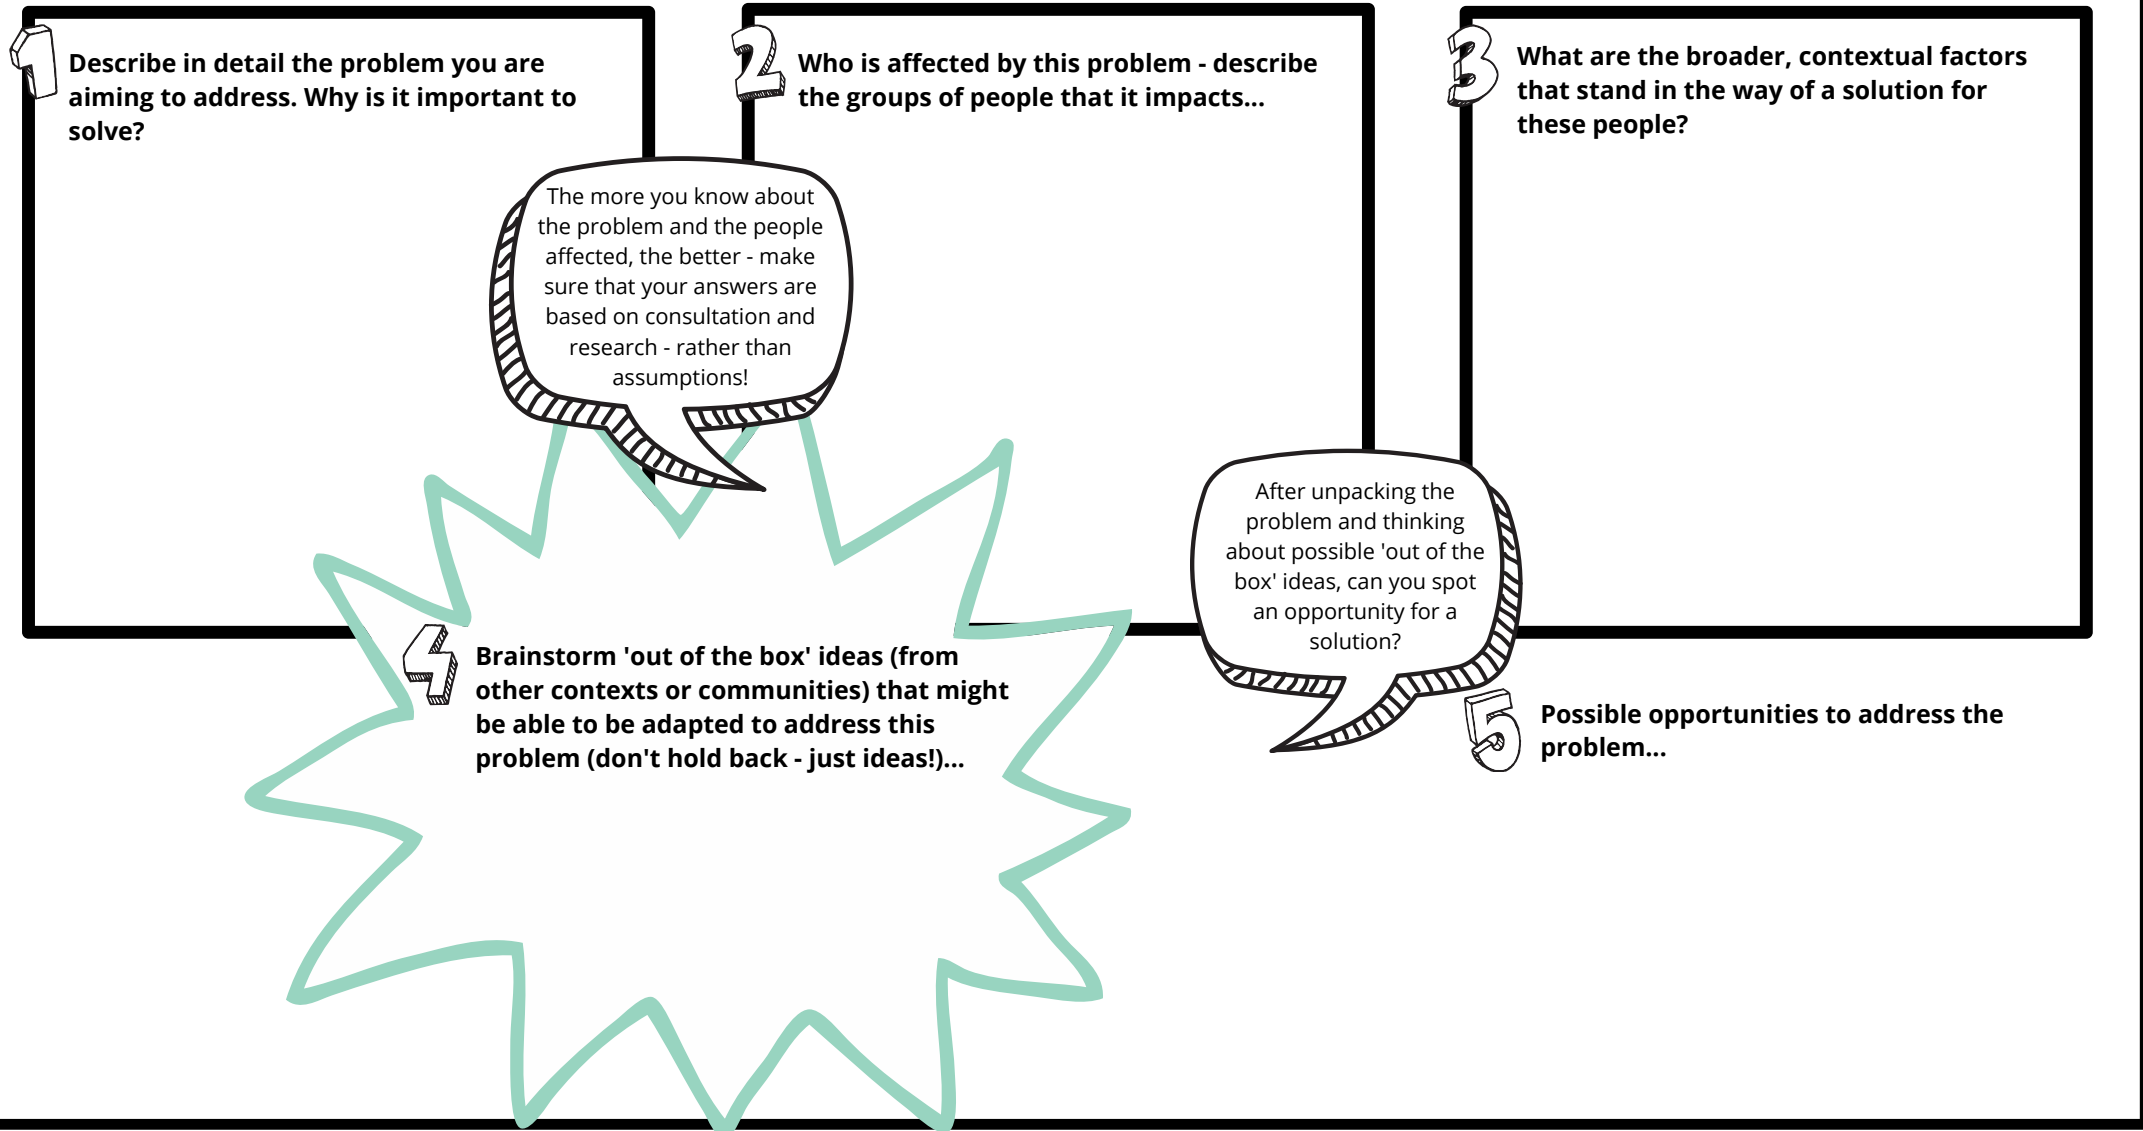 1
Describe in detail the problem you are
aiming to address. Why is it important to
solve?
2
Who is affected by this problem - describe
the groups of people that it impacts...
3
What are the broader, contextual factors
that stand in the way of a solution for
these people?
The more you know about
the problem and the people
affected, the better - make
sure that your answers are
based on consultation and
research - rather than
assumptions!
4
Brainstorm 'out of the box' ideas (from
other contexts or communities) that might
be able to be adapted to address this
problem (don't hold back - just ideas!)...
After unpacking the
problem and thinking
about possible 'out of the
box' ideas, can you spot
an opportunity for a
solution?
5
Possible opportunities to address the
problem...